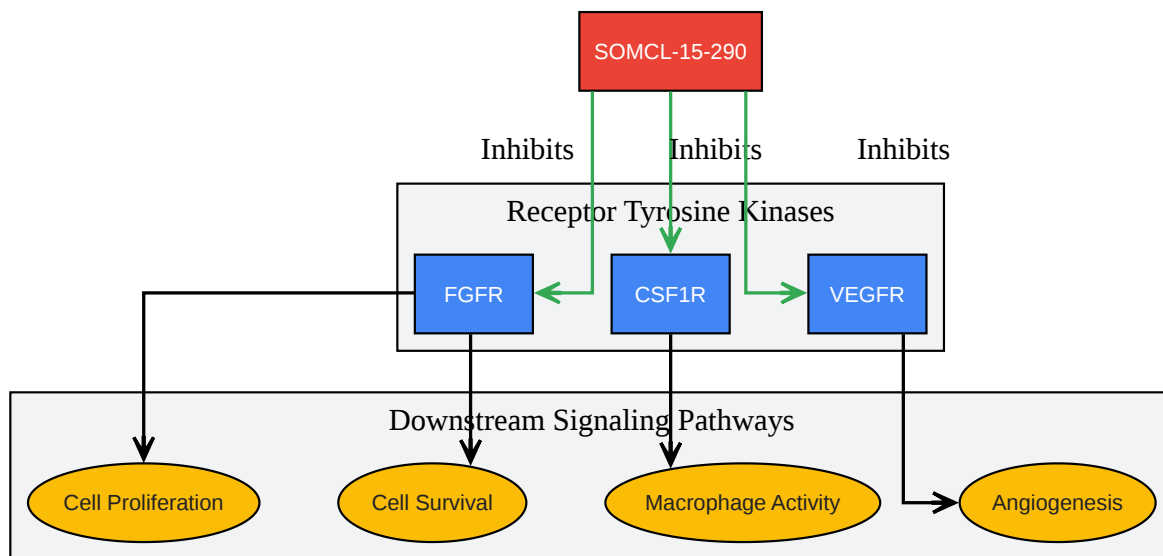 SOMCL-15-290
Inhibits
Inhibits
Inhibits
Receptor Tyrosine Kinases
FGFR
CSF1R
VEGFR
Downstream Signaling Pathways
Cell Proliferation
Cell Survival
Macrophage Activity
Angiogenesis